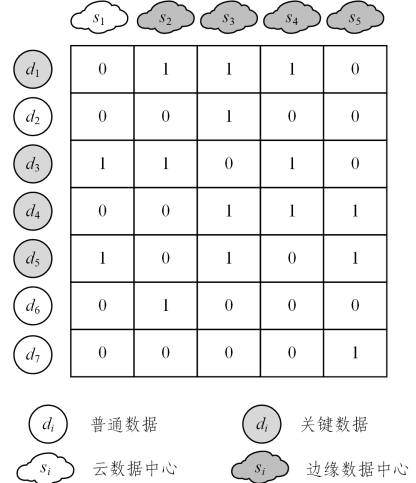 s1 s2 s3 s4 s5
d1 0 1 1 1 0
d2 0 0 1 0 0
d3 1 1 0 1 0
d4 0 0 1 1 1
d5 1 0 1 0 1
d6 0 1 0 0 0
d7 0 0 0 0 1
di 普通数据 di 关键数据
si 云数据中心 si 边缘数据中心